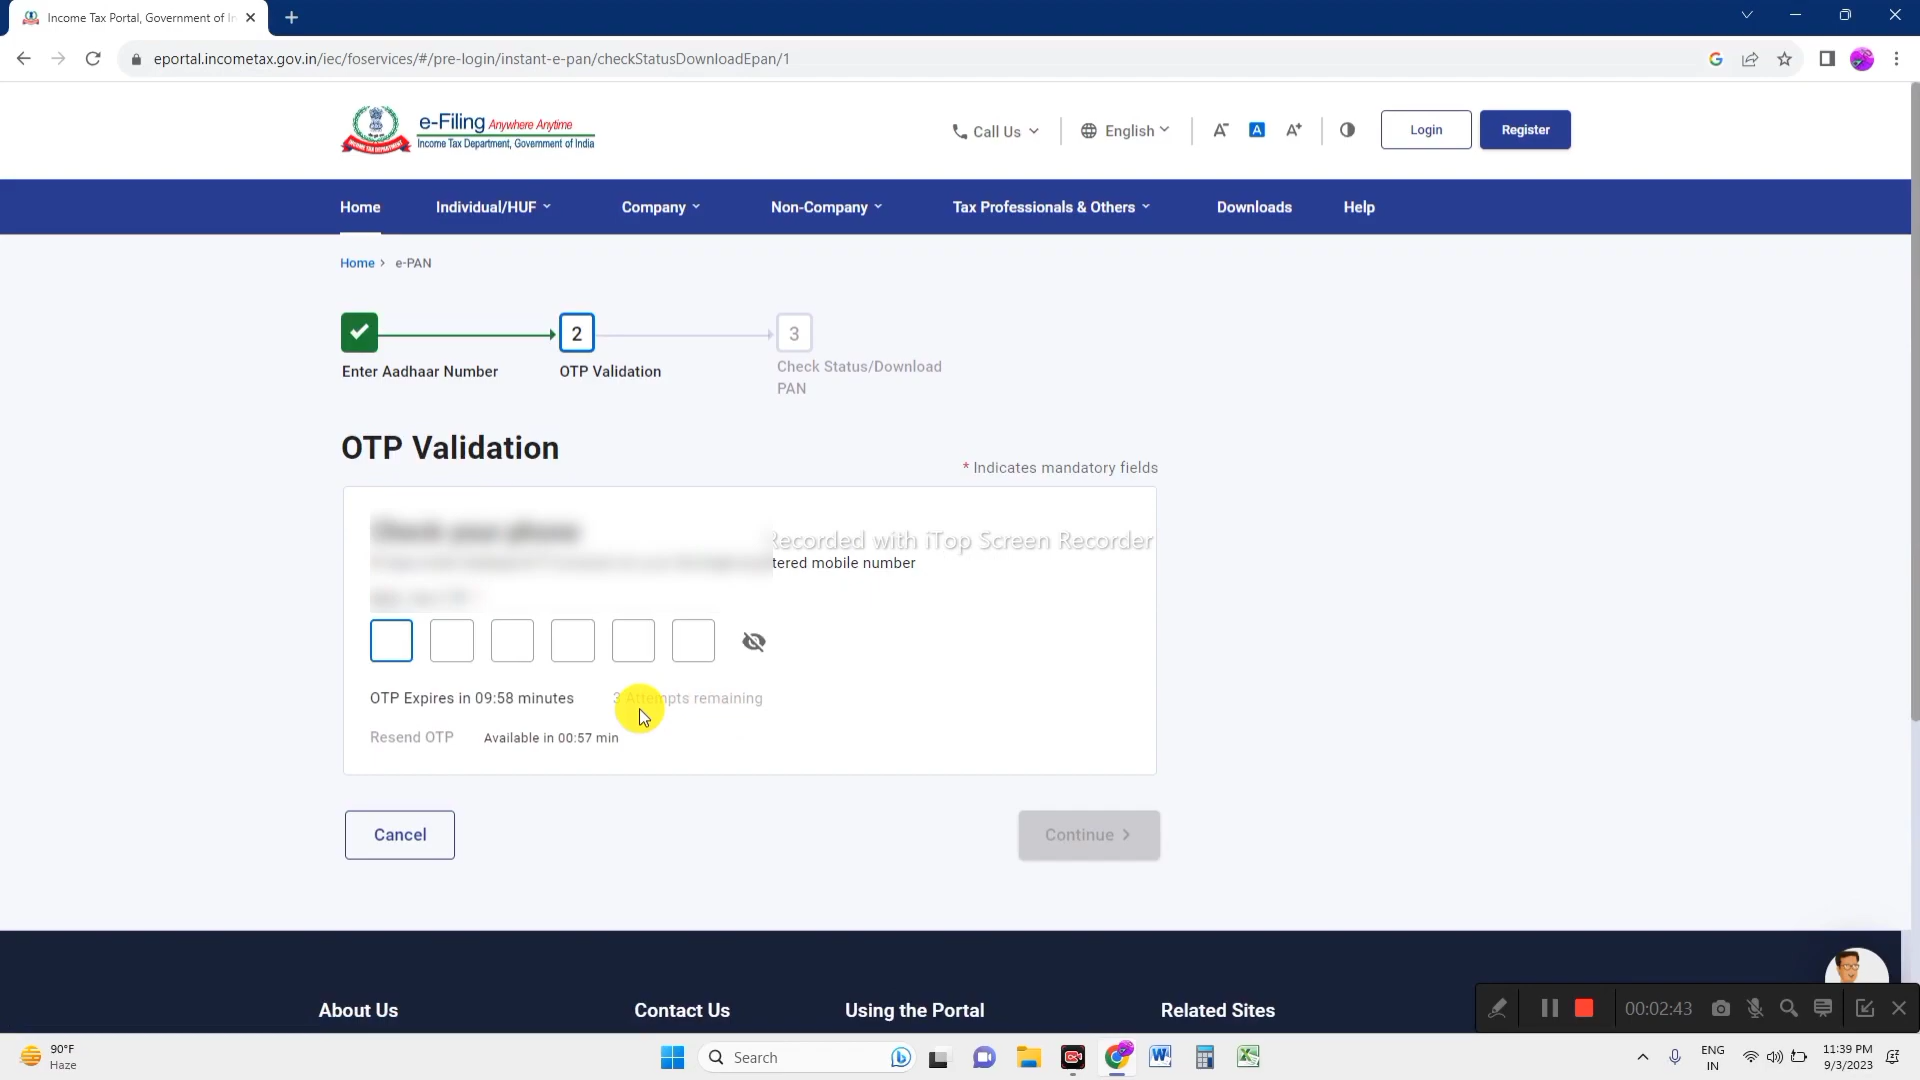 Income Tax Portal, Government of In
eportal.incometax.gov.in/iec/foservices/#/pre-login/instant-e-pan/checkStatusDownloadEpan/1
e-Filing Anywhere Anytime
Income Tax Department, Government of India
Call Us
English
A-
A
A+
Login
Register
Home
Individual/HUF
Company
Non-Company
Tax Professionals & Others
Downloads
Help
Home > e-PAN
2
3
Enter Aadhaar Number
OTP Validation
Check Status/Download
PAN
OTP Validation
* Indicates mandatory fields
Check your phone
Recorded with iTop Screen Recorder
tered mobile number
OTP Expires in 09:58 minutes
3 Attempts remaining
Resend OTP
Available in 00:57 min
Cancel
Continue >
About Us
Contact Us
Using the Portal
Related Sites
00:02:43
90°F
Haze
Search
ENG
IN
11:39 PM
9/3/2023